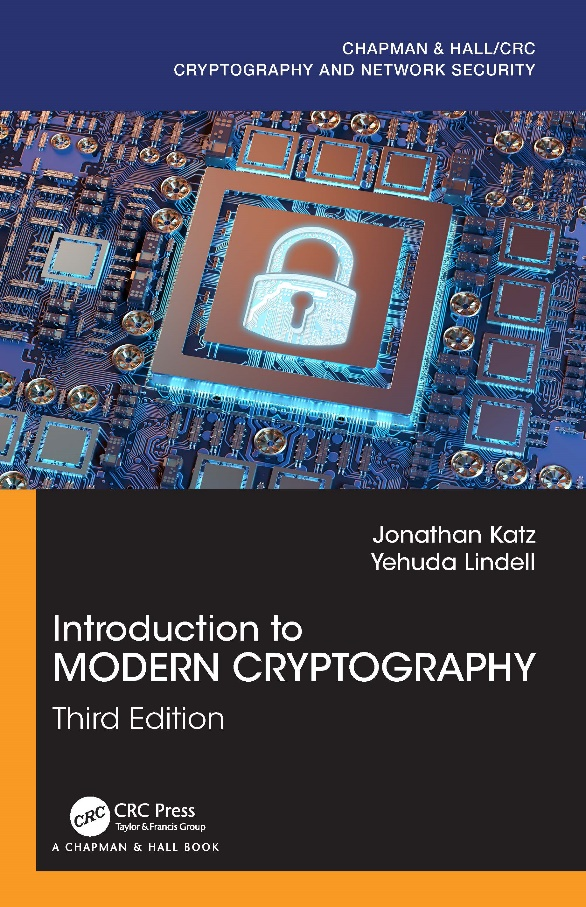 CHAPMAN & HALL/CRC
CRYPTOGRAPHY AND NETWORK SECURITY
Jonathan Katz
Yehuda Lindell
Introduction to
MODERN CRYPTOGRAPHY
Third Edition
CRC
CRC Press
Taylor & Francis Group
A CHAPMAN & HALL BOOK